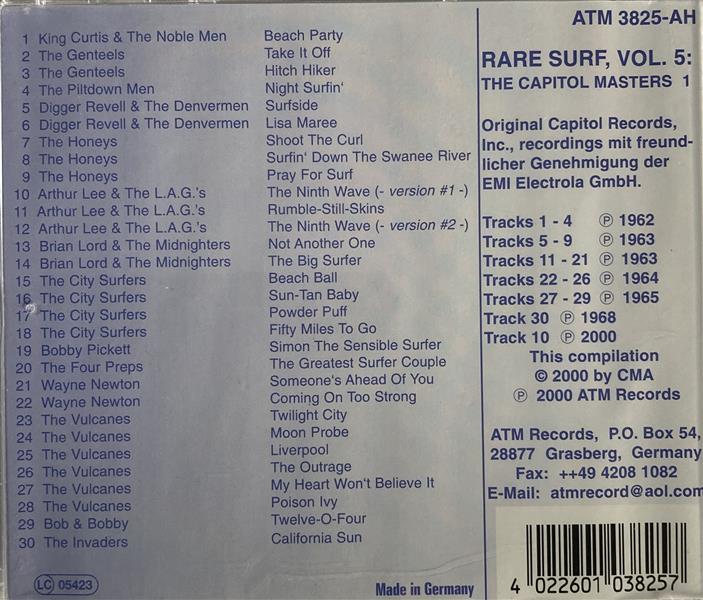 1 King Curtis & The Noble Men Beach Party
2 The Genteels Take It Off
3 The Genteels Hitch Hiker
4 The Piltdown Men Night Surfin'
5 Digger Revell & The Denvermen Surfside
6 Digger Revell & The Denvermen Lisa Maree
7 The Honeys Shoot The Curl
8 The Honeys Surfin' Down The Swanee River
9 The Honeys Pray For Surf
10 Arthur Lee & The L.A.G.'s The Ninth Wave (- version #1 -)
11 Arthur Lee & The L.A.G.'s Rumble-Still-Skins
12 Arthur Lee & The L.A.G.'s The Ninth Wave (- version #2 -)
13 Brian Lord & The Midnighters Not Another One
14 Brian Lord & The Midnighters The Big Surfer
15 The City Surfers Beach Ball
16 The City Surfers Sun-Tan Baby
17 The City Surfers Powder Puff
18 The City Surfers Fifty Miles To Go
19 Bobby Pickett Simon The Sensible Surfer
20 The Four Preps The Greatest Surfer Couple
21 Wayne Newton Someone's Ahead Of You
22 Wayne Newton Coming On Too Strong
23 The Vulcanes Twilight City
24 The Vulcanes Moon Probe
25 The Vulcanes Liverpool
26 The Vulcanes The Outrage
27 The Vulcanes My Heart Won't Believe It
28 The Vulcanes Poison Ivy
29 Bob & Bobby Twelve-O-Four
30 The Invaders California Sun
LC 05423
Made in Germany
ATM 3825-AH
RARE SURF, VOL. 5:
THE CAPITOL MASTERS 1
Original Capitol Records,
Inc., recordings mit freund-
licher Genehmigung der
EMI Electrola GmbH.
Tracks 1 - 4 ℗ 1962
Tracks 5 - 9 ℗ 1963
Tracks 11 - 21 ℗ 1963
Tracks 22 - 26 ℗ 1964
Tracks 27 - 29 ℗ 1965
Track 30 ℗ 1968
Track 10 ℗ 2000
This compilation
© 2000 by CMA
℗ 2000 ATM Records
ATM Records, P.O. Box 54,
28877 Grasberg, Germany
Fax: ++49 4208 1082
E-Mail: atmrecord@aol.com
4 022601 038257